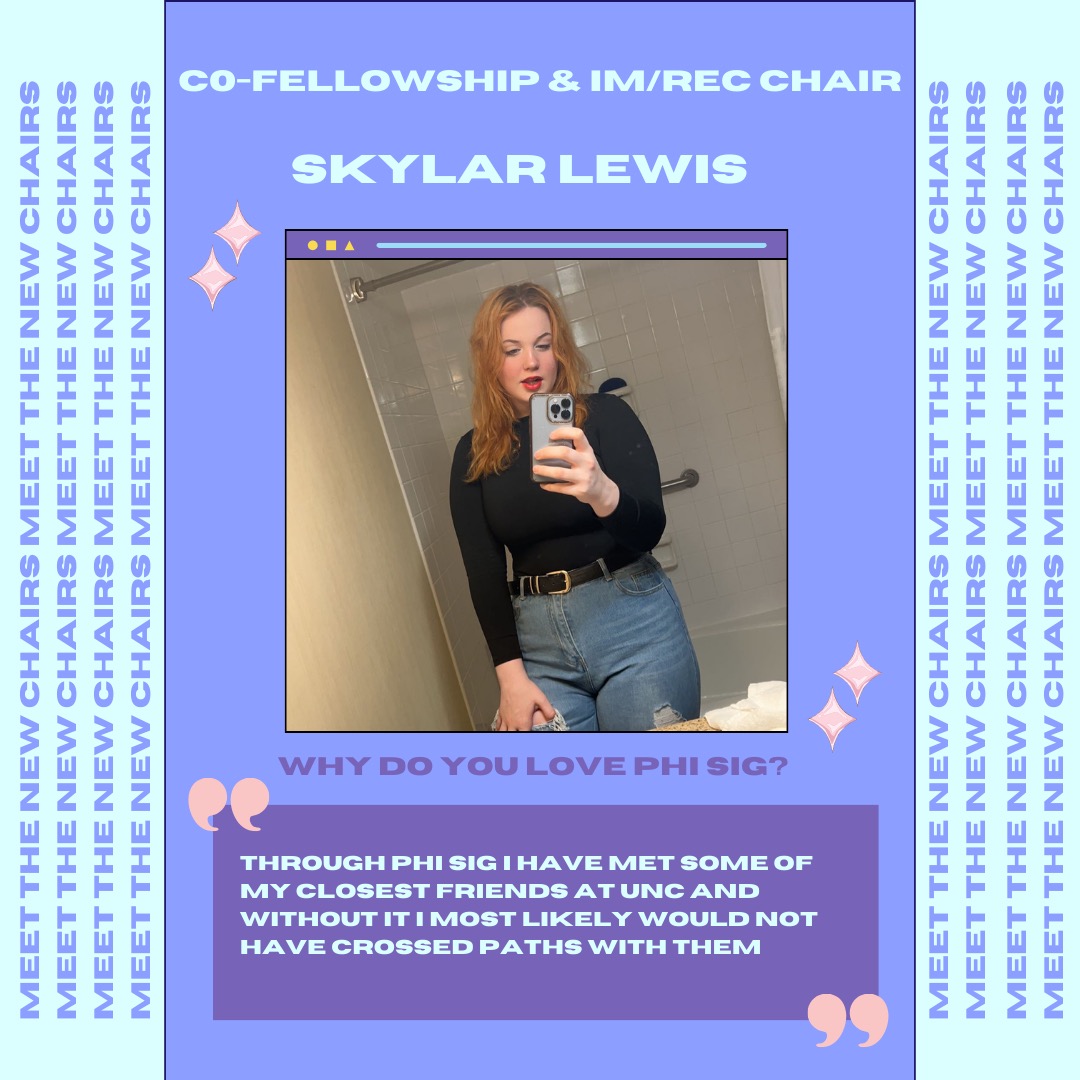 C0-FELLOWSHIP & IM/REC CHAIR
SKYLAR LEWIS
WHY DO YOU LOVE PHI SIG?
THROUGH PHI SIG I HAVE MET SOME OF
MY CLOSEST FRIENDS AT UNC AND
WITHOUT IT I MOST LIKELY WOULD NOT
HAVE CROSSED PATHS WITH THEM
MEET THE NEW CHAIRS MEET THE NEW CHAIRS
MEET THE NEW CHAIRS MEET THE NEW CHAIRS
MEET THE NEW CHAIRS MEET THE NEW CHAIRS
MEET THE NEW CHAIRS MEET THE NEW CHAIRS
MEET THE NEW CHAIRS MEET THE NEW CHAIRS
MEET THE NEW CHAIRS MEET THE NEW CHAIRS
MEET THE NEW CHAIRS MEET THE NEW CHAIRS
MEET THE NEW CHAIRS MEET THE NEW CHAIRS